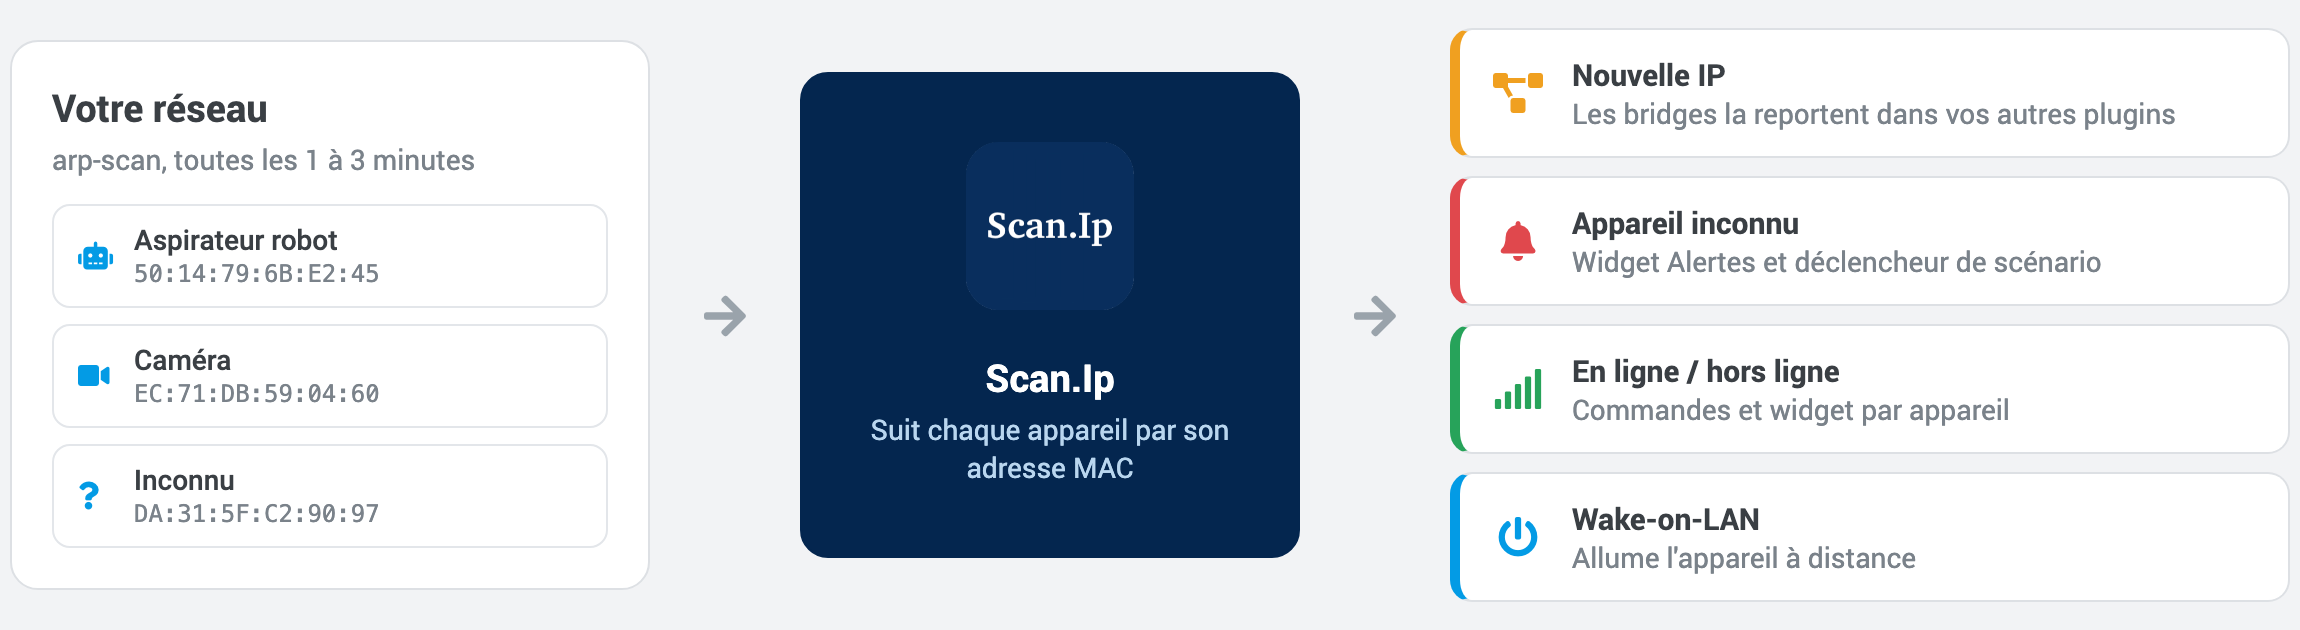 Votre réseau
arp-scan, toutes les 1 à 3 minutes
Aspirateur robot
50:14:79:6B:E2:45
Caméra
EC:71:DB:59:04:60
Inconnu
DA:31:5F:C2:90:97
Scan.Ip
Scan.Ip
Suit chaque appareil par son
adresse MAC
Nouvelle IP
Les bridges la reportent dans vos autres plugins
Appareil inconnu
Widget Alertes et déclencheur de scénario
En ligne / hors ligne
Commandes et widget par appareil
Wake-on-LAN
Allume l'appareil à distance